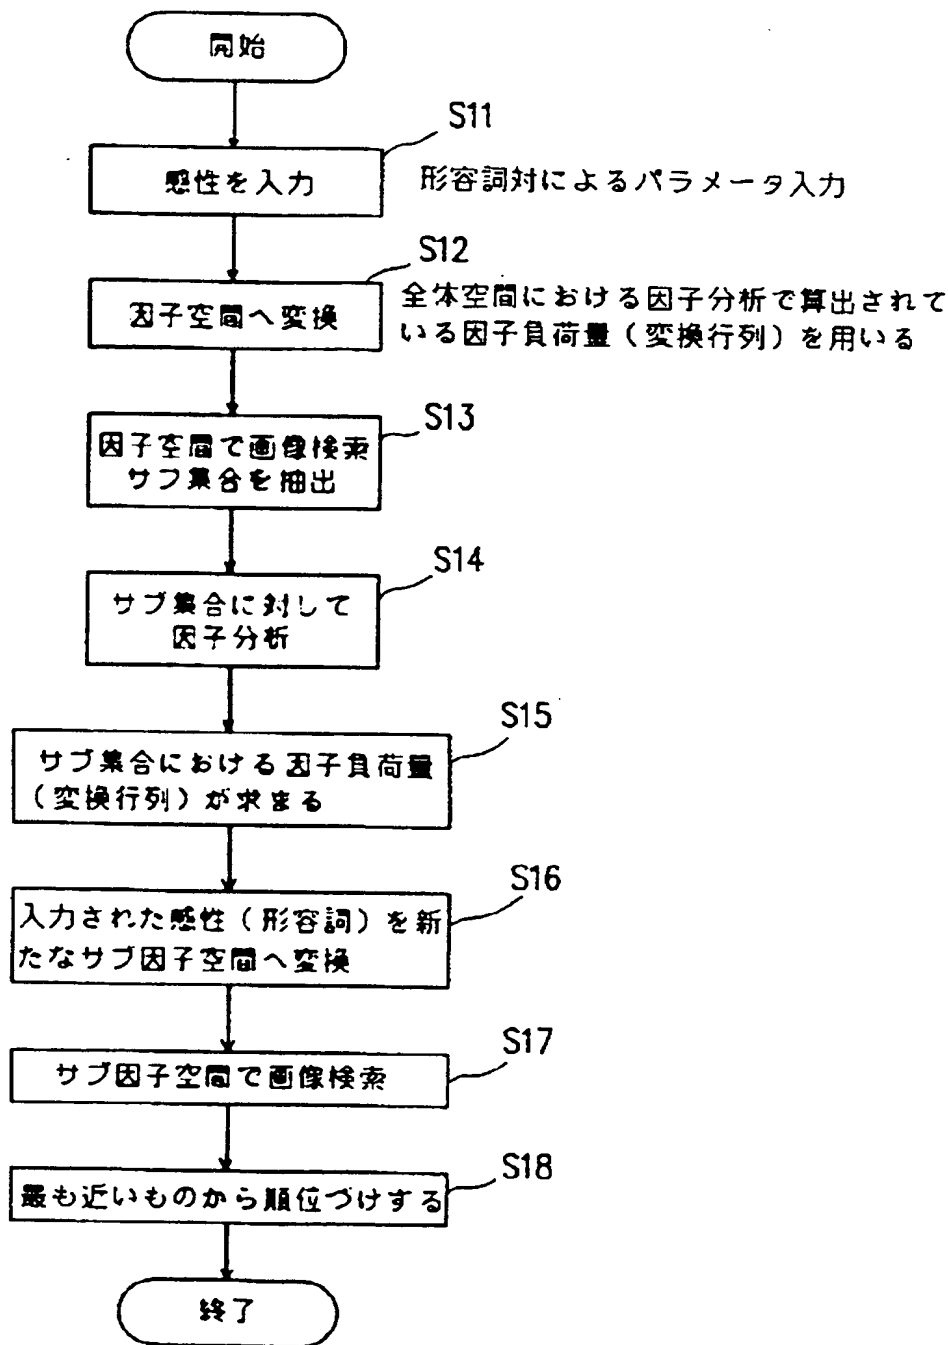 開始
S11
感性を入力
形容詞対によるパラメータ入力
S12
因子空間へ変換
全体空間における因子分析で算出されて
いる因子負荷量(変換行列)を用いる
S13
因子空間で画像検索
サブ集合を抽出
S14
サブ集合に対して
因子分析
S15
サブ集合における因子負荷量
(変換行列)が求まる
S16
入力された感性(形容詞)を新
たなサブ因子空間へ変換
S17
サブ因子空間で画像検索
S18
最も近いものから順位づけする
終了